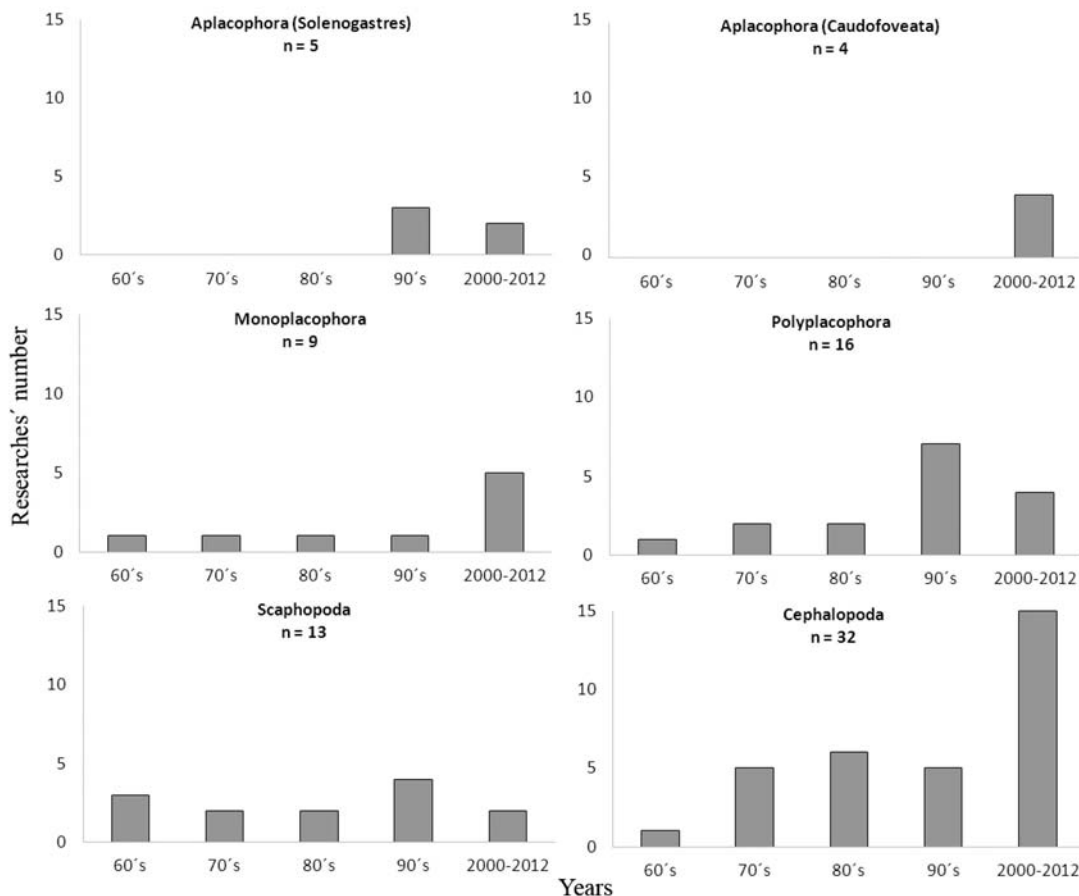 Aplacophora (Solenogastres)
n = 5
15
10
5
0
60´s 70´s 80´s 90´s 2000-2012
Aplacophora (Caudofoveata)
n = 4
15
10
5
0
60´s 70´s 80´s 90´s 2000-2012
Researches´ number
Monoplacophora
n = 9
15
10
5
0
60´s 70´s 80´s 90´s 2000-2012
Polyplacophora
n = 16
15
10
5
0
60´s 70´s 80´s 90´s 2000-2012
Scaphopoda
n = 13
15
10
5
0
60´s 70´s 80´s 90´s 2000-2012
Cephalopoda
n = 32
15
10
5
0
60´s 70´s 80´s 90´s 2000-2012
Years